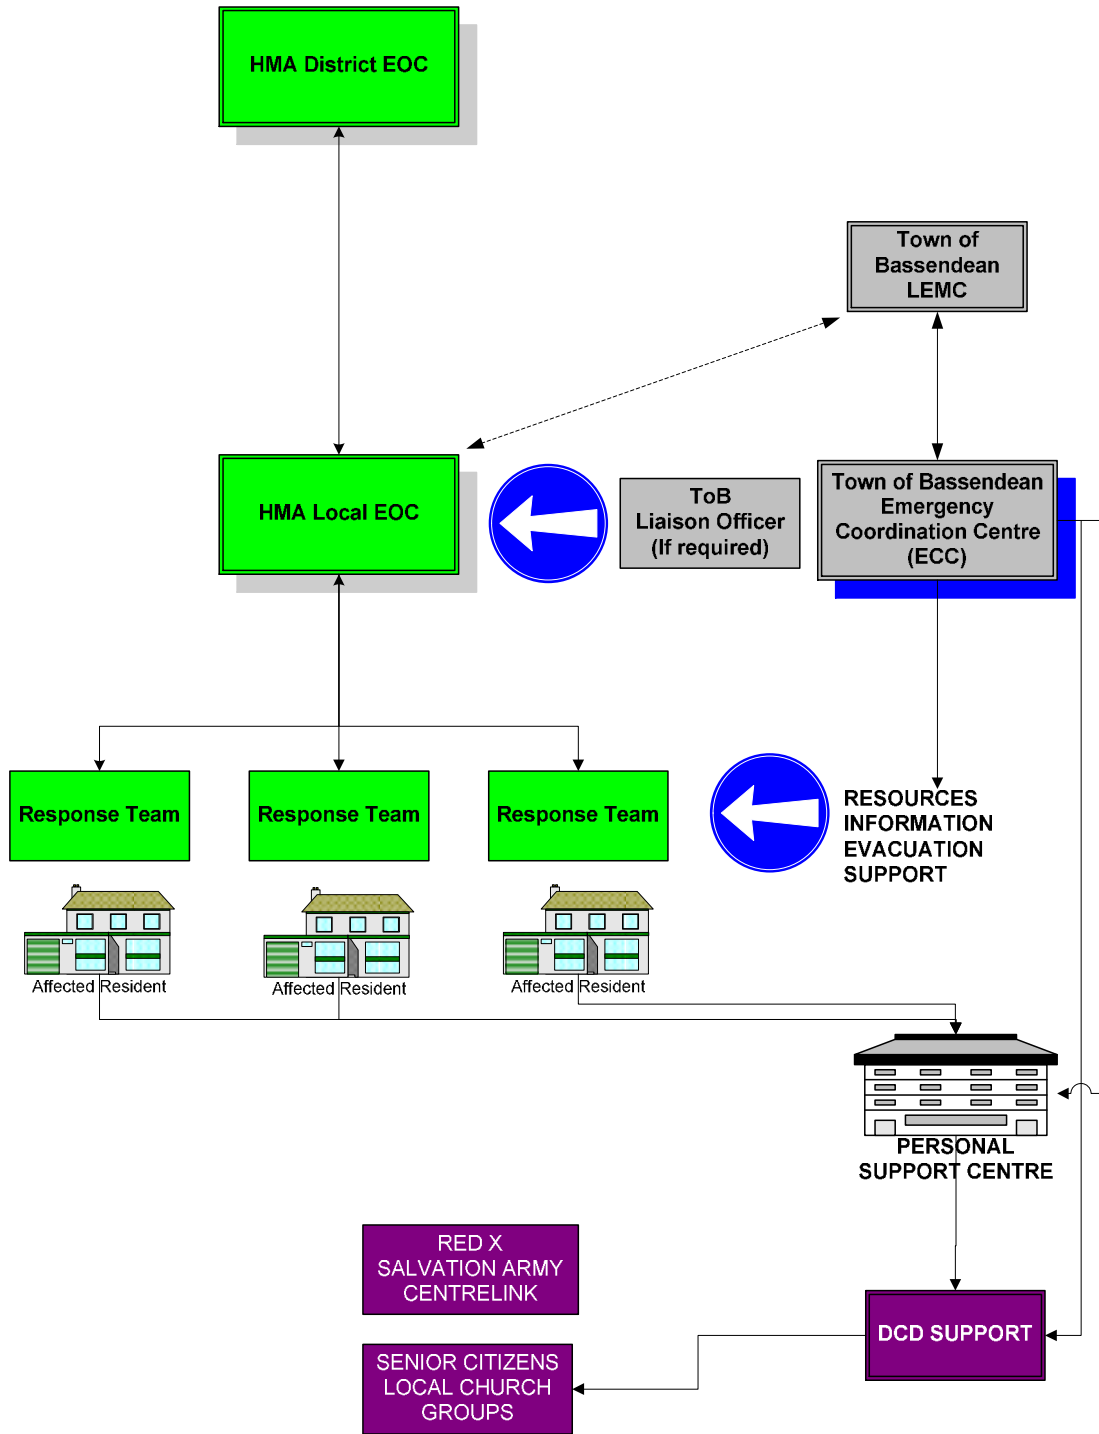 HMA District EOC
Town of
Bassendean
LEMC
HMA Local EOC
ToB
Liaison Officer
(If required)
Town of Bassendean
Emergency
Coordination Centre
(ECC)
Response Team
Response Team
Response Team
RESOURCES
INFORMATION
EVACUATION
SUPPORT
Affected Resident
Affected Resident
Affected Resident
PERSONAL
SUPPORT CENTRE
RED X
SALVATION ARMY
CENTRELINK
DCD SUPPORT
SENIOR CITIZENS
LOCAL CHURCH
GROUPS